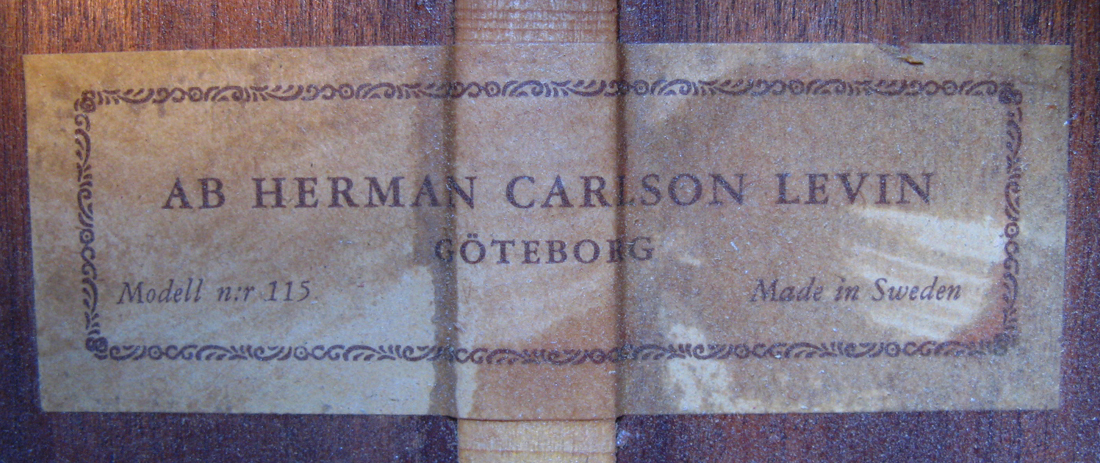 AB HERMAN CARLSON LEVIN
GÖTEBORG
Modell n:r 115 Made in Sweden